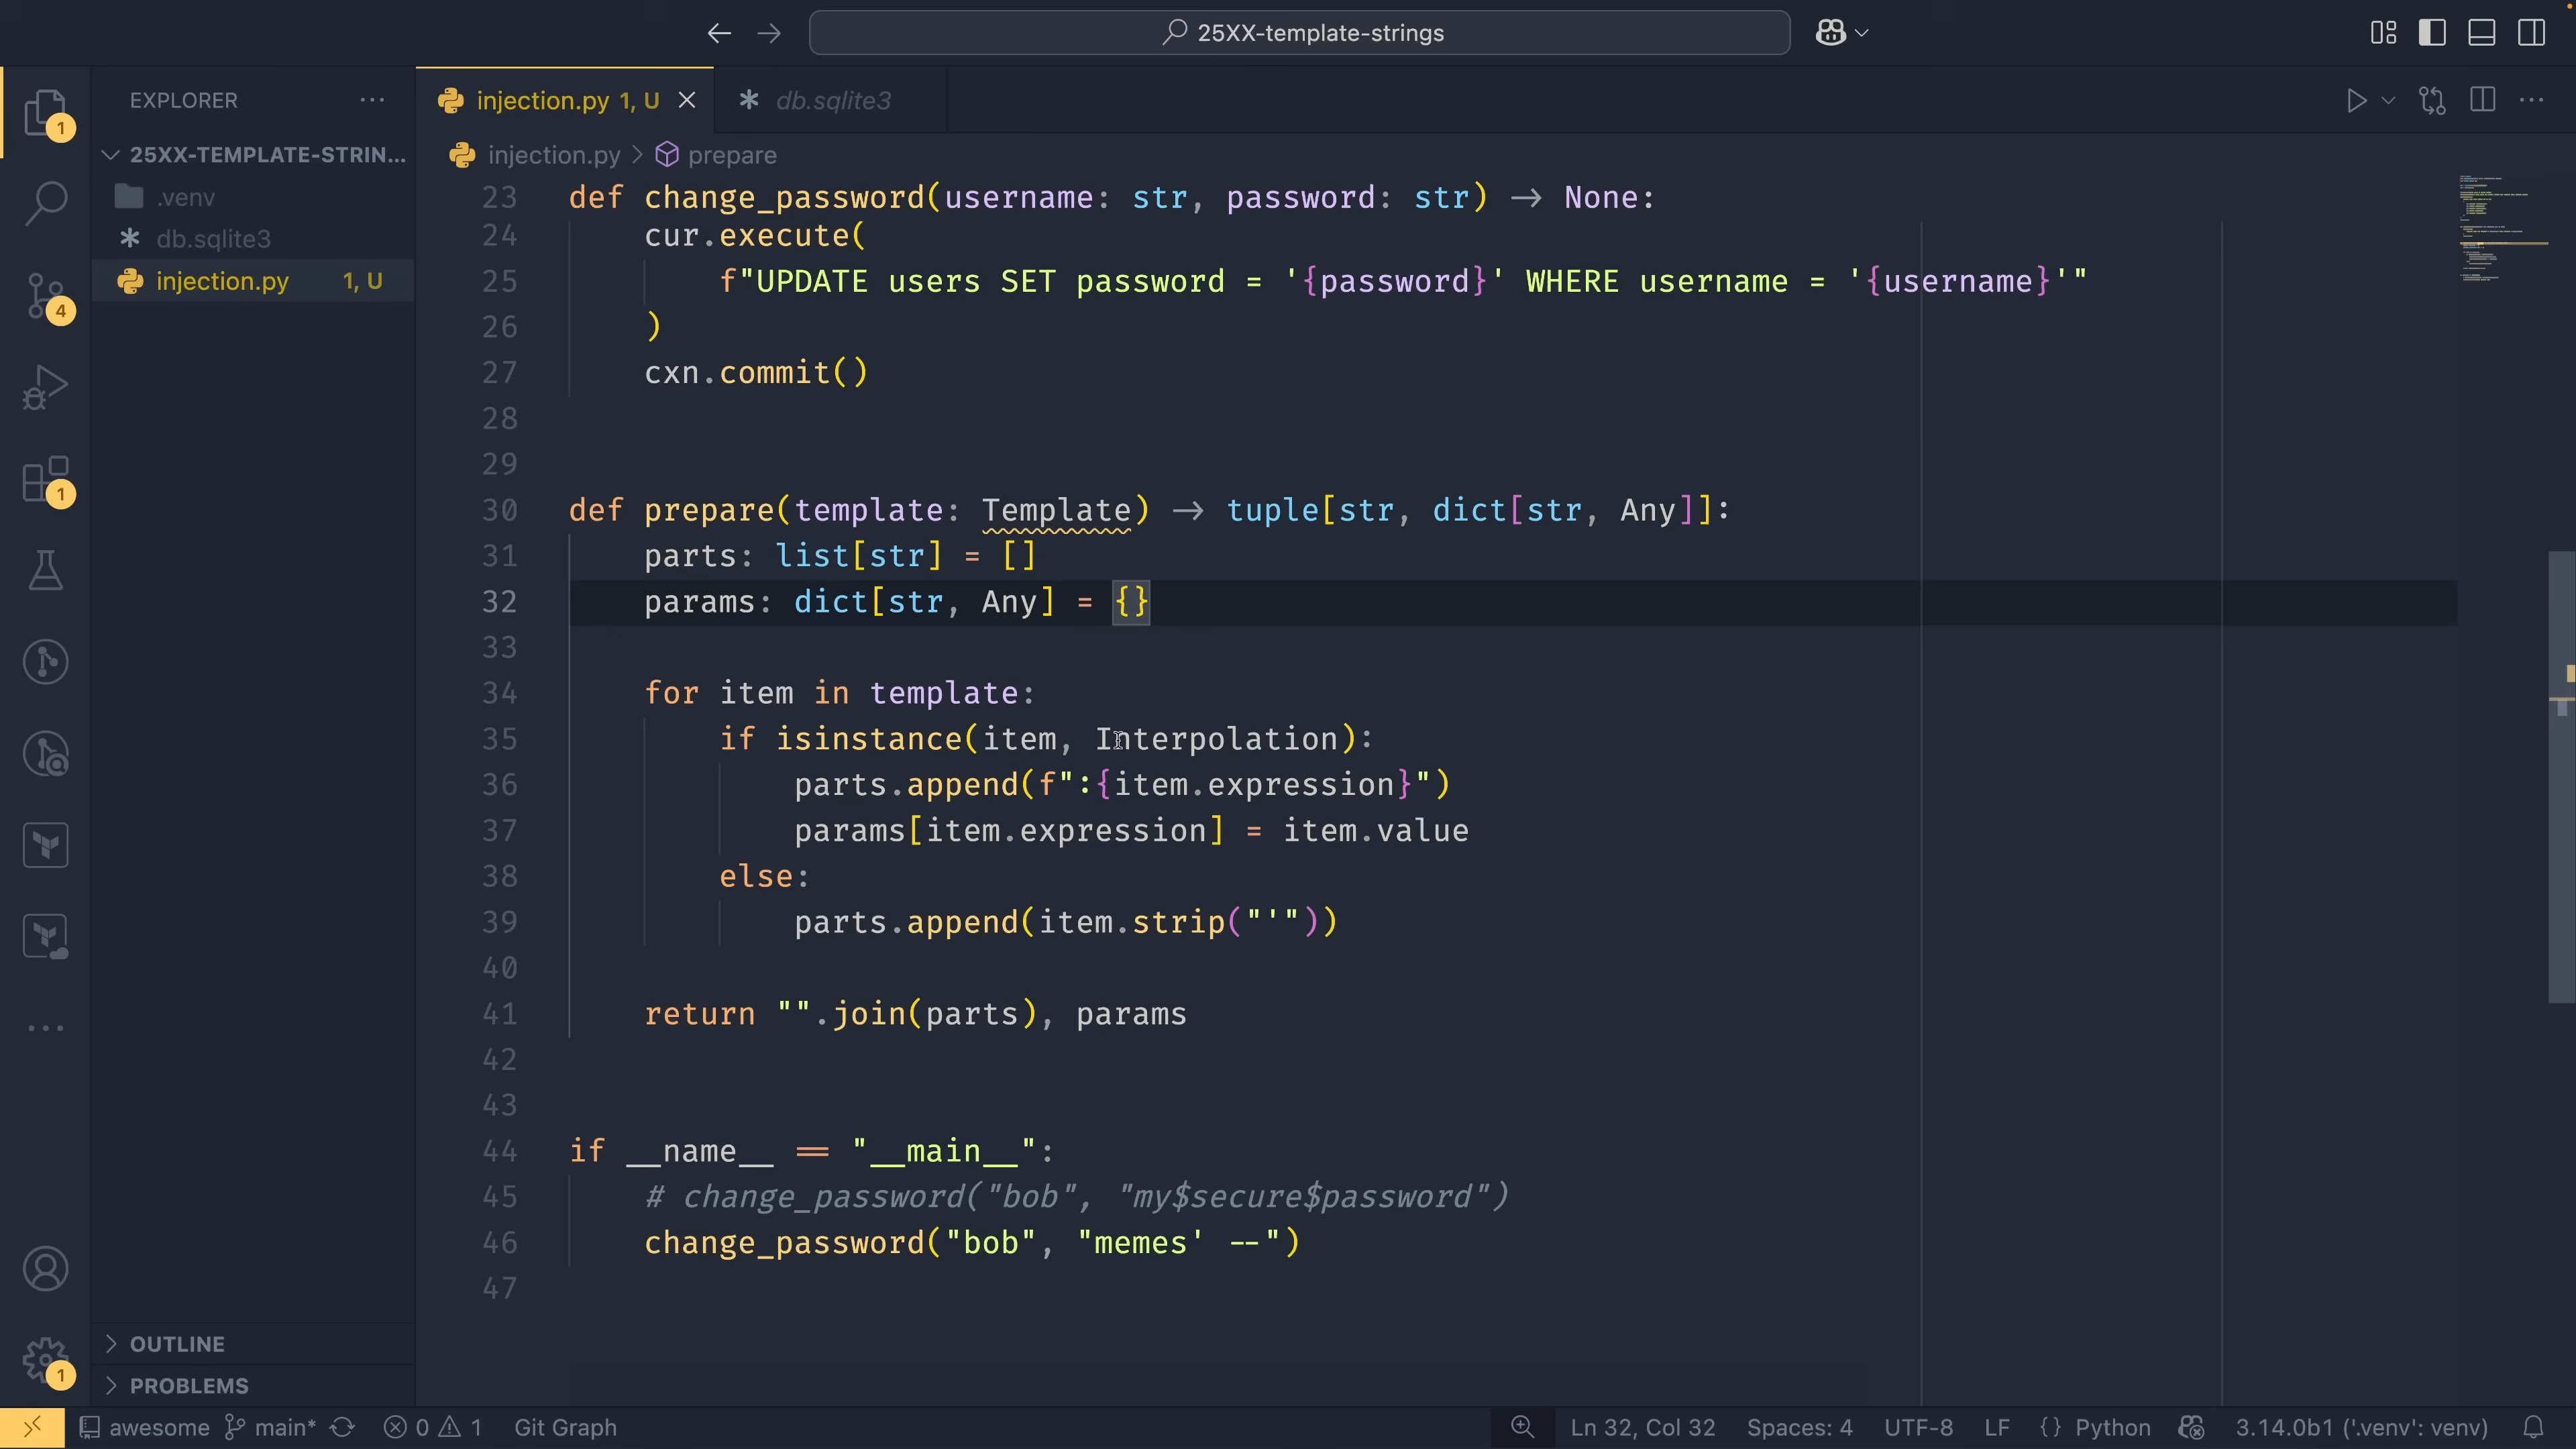 25XX-template-strings
EXPLORER
injection.py 1, U
db.sqlite3
25XX-TEMPLATE-STRIN...
injection.py > prepare
.venv
db.sqlite3
injection.py 1, U
1
4
1
23 def change_password(username: str, password: str) → None:
24 cur.execute(
25 f"UPDATE users SET password = '{password}' WHERE username = '{username}'"
26 )
27 cxn.commit()
28
29
30 def prepare(template: Template) → tuple[str, dict[str, Any]]:
31 parts: list[str] = []
32 params: dict[str, Any] = {}
33
34 for item in template:
35 if isinstance(item, Interpolation):
36 parts.append(f":{item.expression}")
37 params[item.expression] = item.value
38 else:
39 parts.append(item.strip("'"))
40
41 return "".join(parts), params
42
43
44 if __name__ == "__main__":
45 # change_password("bob", "my$secure$password")
46 change_password("bob", "memes' --")
47
OUTLINE
1
PROBLEMS
awesome main* 0 1 Git Graph Ln 32, Col 32 Spaces: 4 UTF-8 LF {} Python 3.14.0b1 ('.venv': venv)